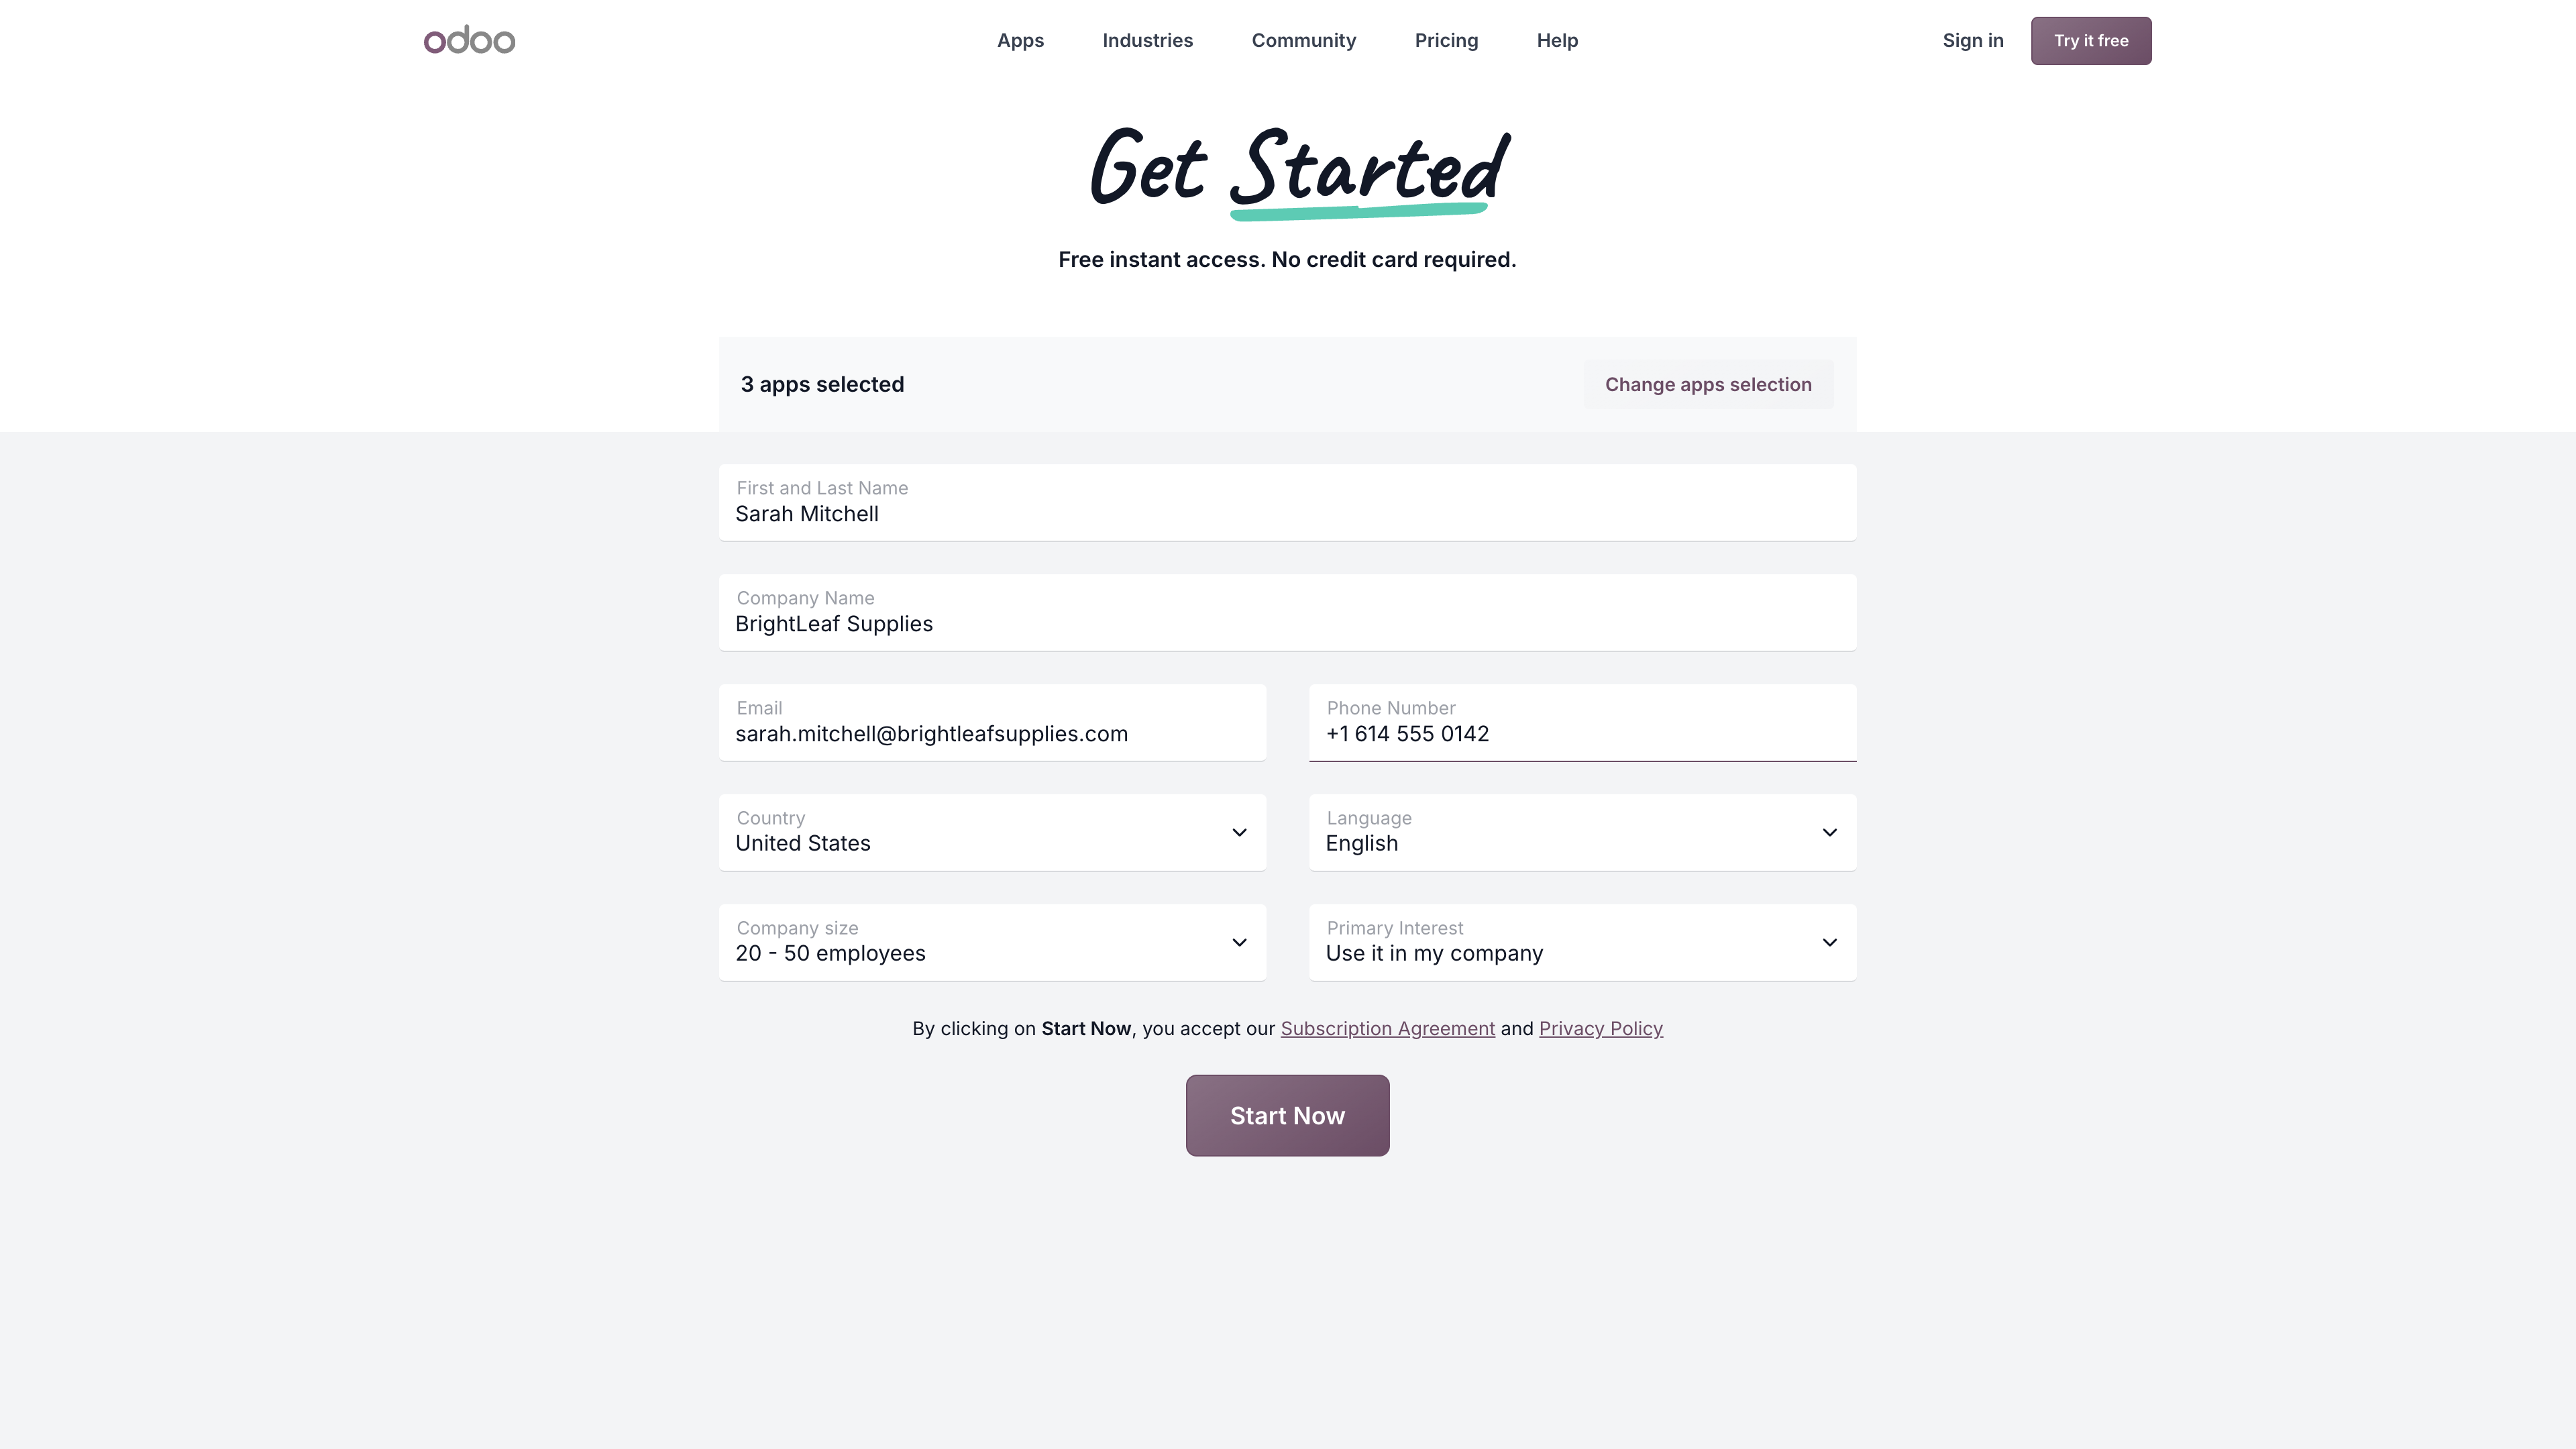 odoo
Apps Industries Community Pricing Help
Sign in Try it free
Get Started
Free instant access. No credit card required.
3 apps selected Change apps selection
First and Last Name
Sarah Mitchell
Company Name
BrightLeaf Supplies
Email Phone Number
sarah.mitchell@brightleafsupplies.com +1 614 555 0142
Country Language
United States English
Company size Primary Interest
20 - 50 employees Use it in my company
By clicking on Start Now, you accept our Subscription Agreement and Privacy Policy
Start Now